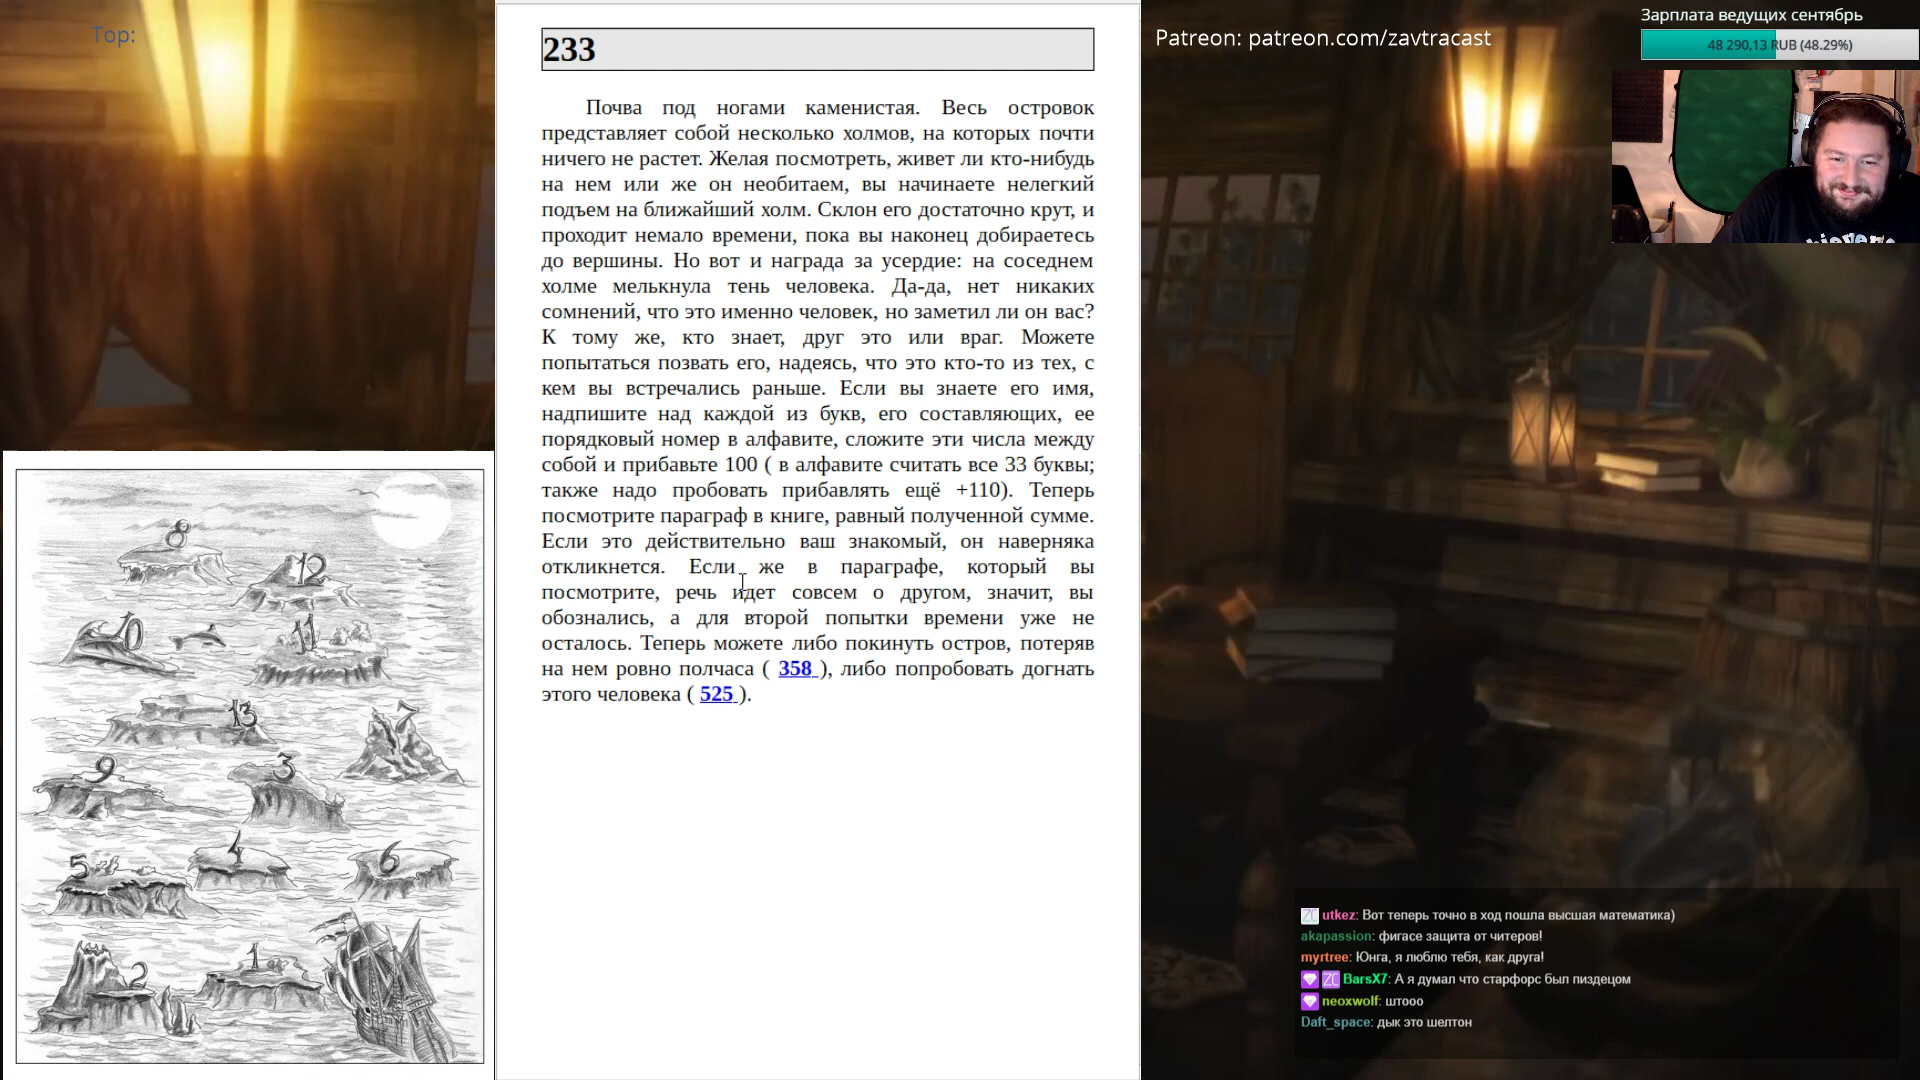 Top:
233
Почва под ногами каменистая. Весь островок
представляет собой несколько холмов, на которых почти
ничего не растет. Желая посмотреть, живет ли кто-нибудь
на нем или же он необитаем, вы начинаете нелегкий
подъем на ближайший холм. Склон его достаточно крут, и
проходит немало времени, пока вы наконец добираетесь
до вершины. Но вот и награда за усердие: на соседнем
холме мелькнула тень человека. Да-да, нет никаких
сомнений, что это именно человек, но заметил ли он вас?
К тому же, кто знает, друг это или враг. Можете
попытаться позвать его, надеясь, что это кто-то из тех, с
кем вы встречались раньше. Если вы знаете его имя,
надпишите над каждой из букв, его составляющих, ее
порядковый номер в алфавите, сложите эти числа между
собой и прибавьте 100 ( в алфавите считать все 33 буквы;
также надо пробовать прибавлять ещё +110). Теперь
посмотрите параграф в книге, равный полученной сумме.
Если это действительно ваш знакомый, он наверняка
откликнется. Если же в параграфе, который вы
посмотрите, речь идет совсем о другом, значит, вы
обознались, а для второй попытки времени уже не
осталось. Теперь можете либо покинуть остров, потеряв
на нем ровно полчаса ( 358 ), либо попробовать догнать
этого человека ( 525 ).
8
12
10
11
13
7
9
3
4
5
6
2
1
Patreon: patreon.com/zavtracast
Зарплата ведущих сентябрь
48 290,13 RUB (48.29%)
ZC utkez: Вот теперь точно в ход пошла высшая математика)
akapassion: фигасе защита от читеров!
myrtree: Юнга, я люблю тебя, как друга!
ZC BarsX7: А я думал что старфорс был пиздецом
neoxwolf: штооо
Daft_space: дык это шелтон